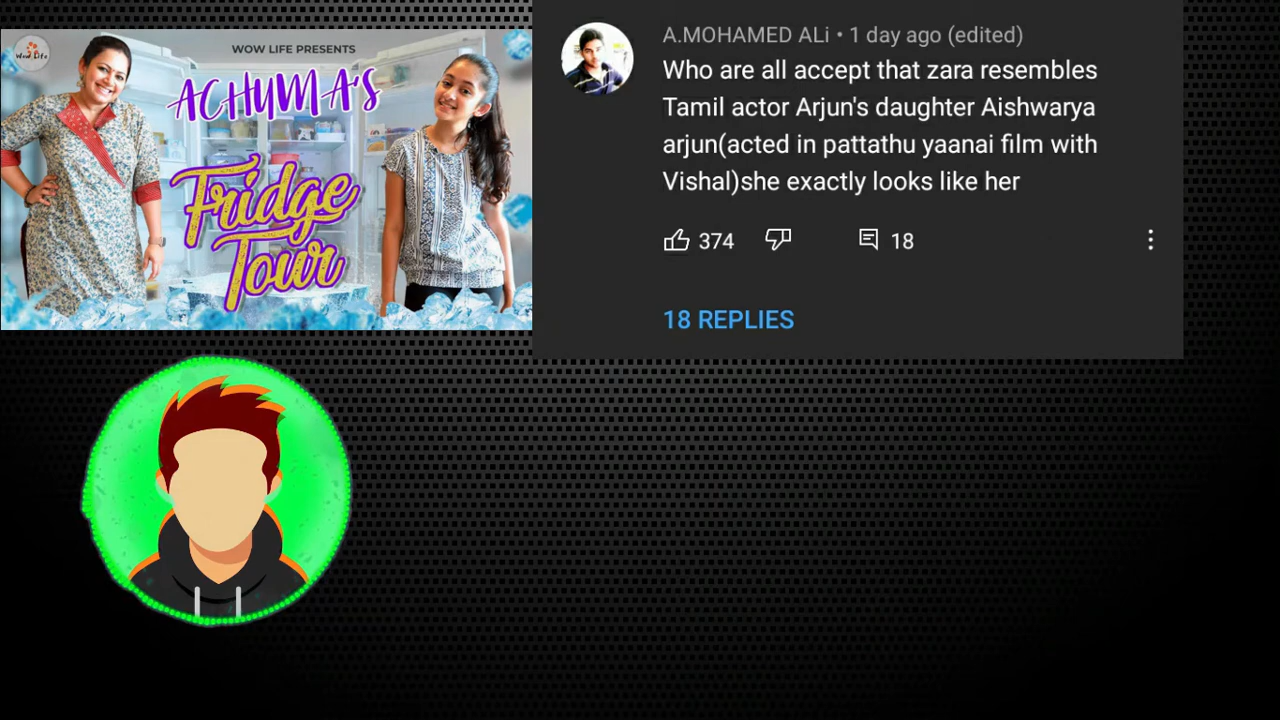 Wow Life
WOW LIFE PRESENTS
ACHUMA's
Fridge
Tour
A.MOHAMED ALi • 1 day ago (edited)
Who are all accept that zara resembles
Tamil actor Arjun's daughter Aishwarya
arjun(acted in pattathu yaanai film with
Vishal)she exactly looks like her
374
18
18 REPLIES